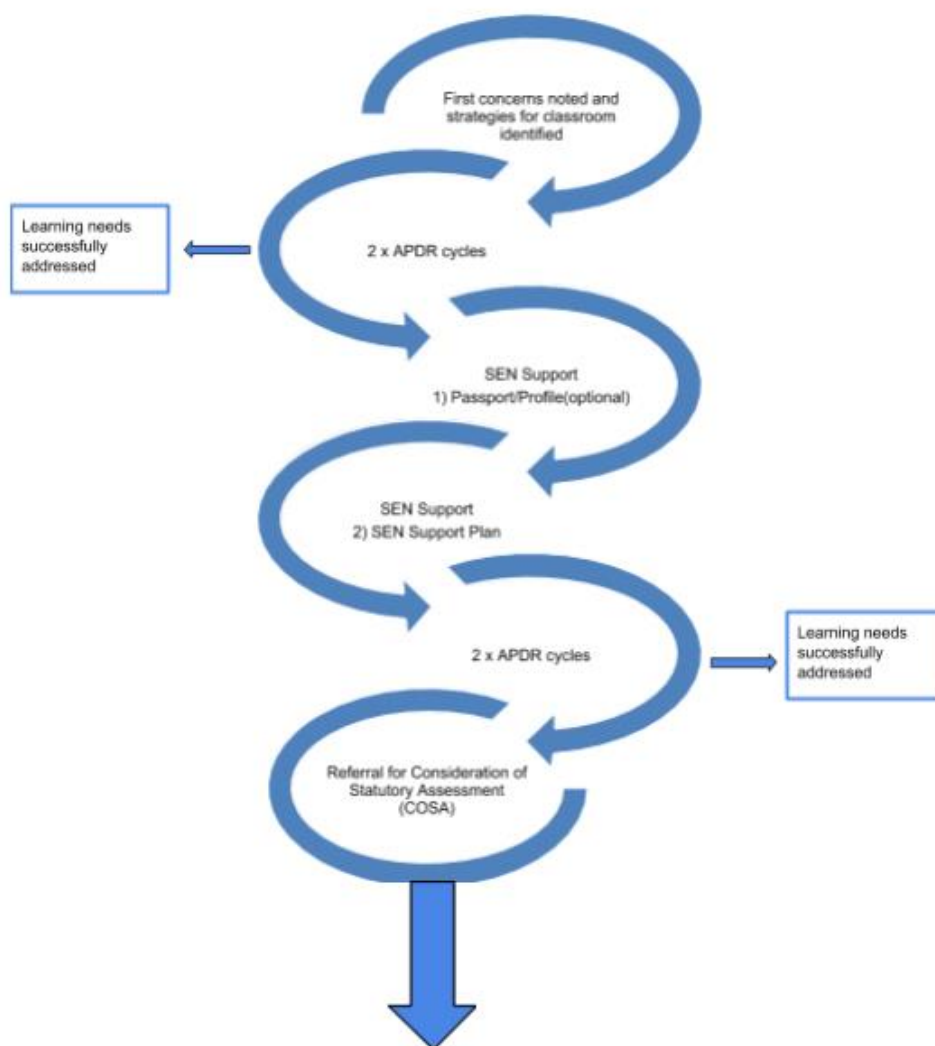 First concerns noted and
strategies for classroom
identified
Learning needs
successfully
addressed
2 x APDR cycles
SEN Support
1) Passport/Profile(optional)
SEN Support
2) SEN Support Plan
2 x APDR cycles
Learning needs
successfully
addressed
Referral for Consideration of
Statutory Assessment
(COSA)